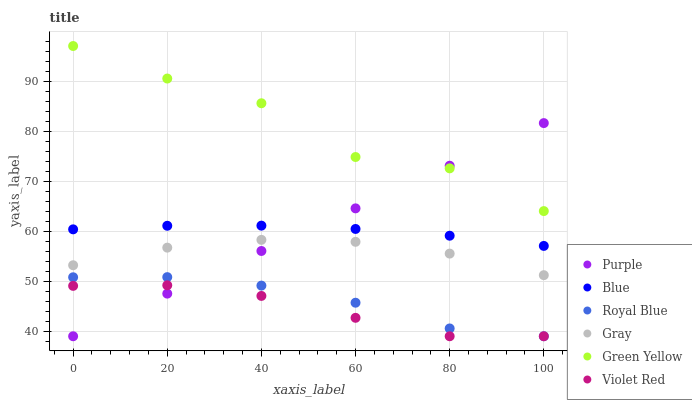 title
yaxis_label
90
80
70
60
50
40
0 20 40 60 80 100
xaxis_label
Purple
Blue
Royal Blue
Gray
Green Yellow
Violet Red